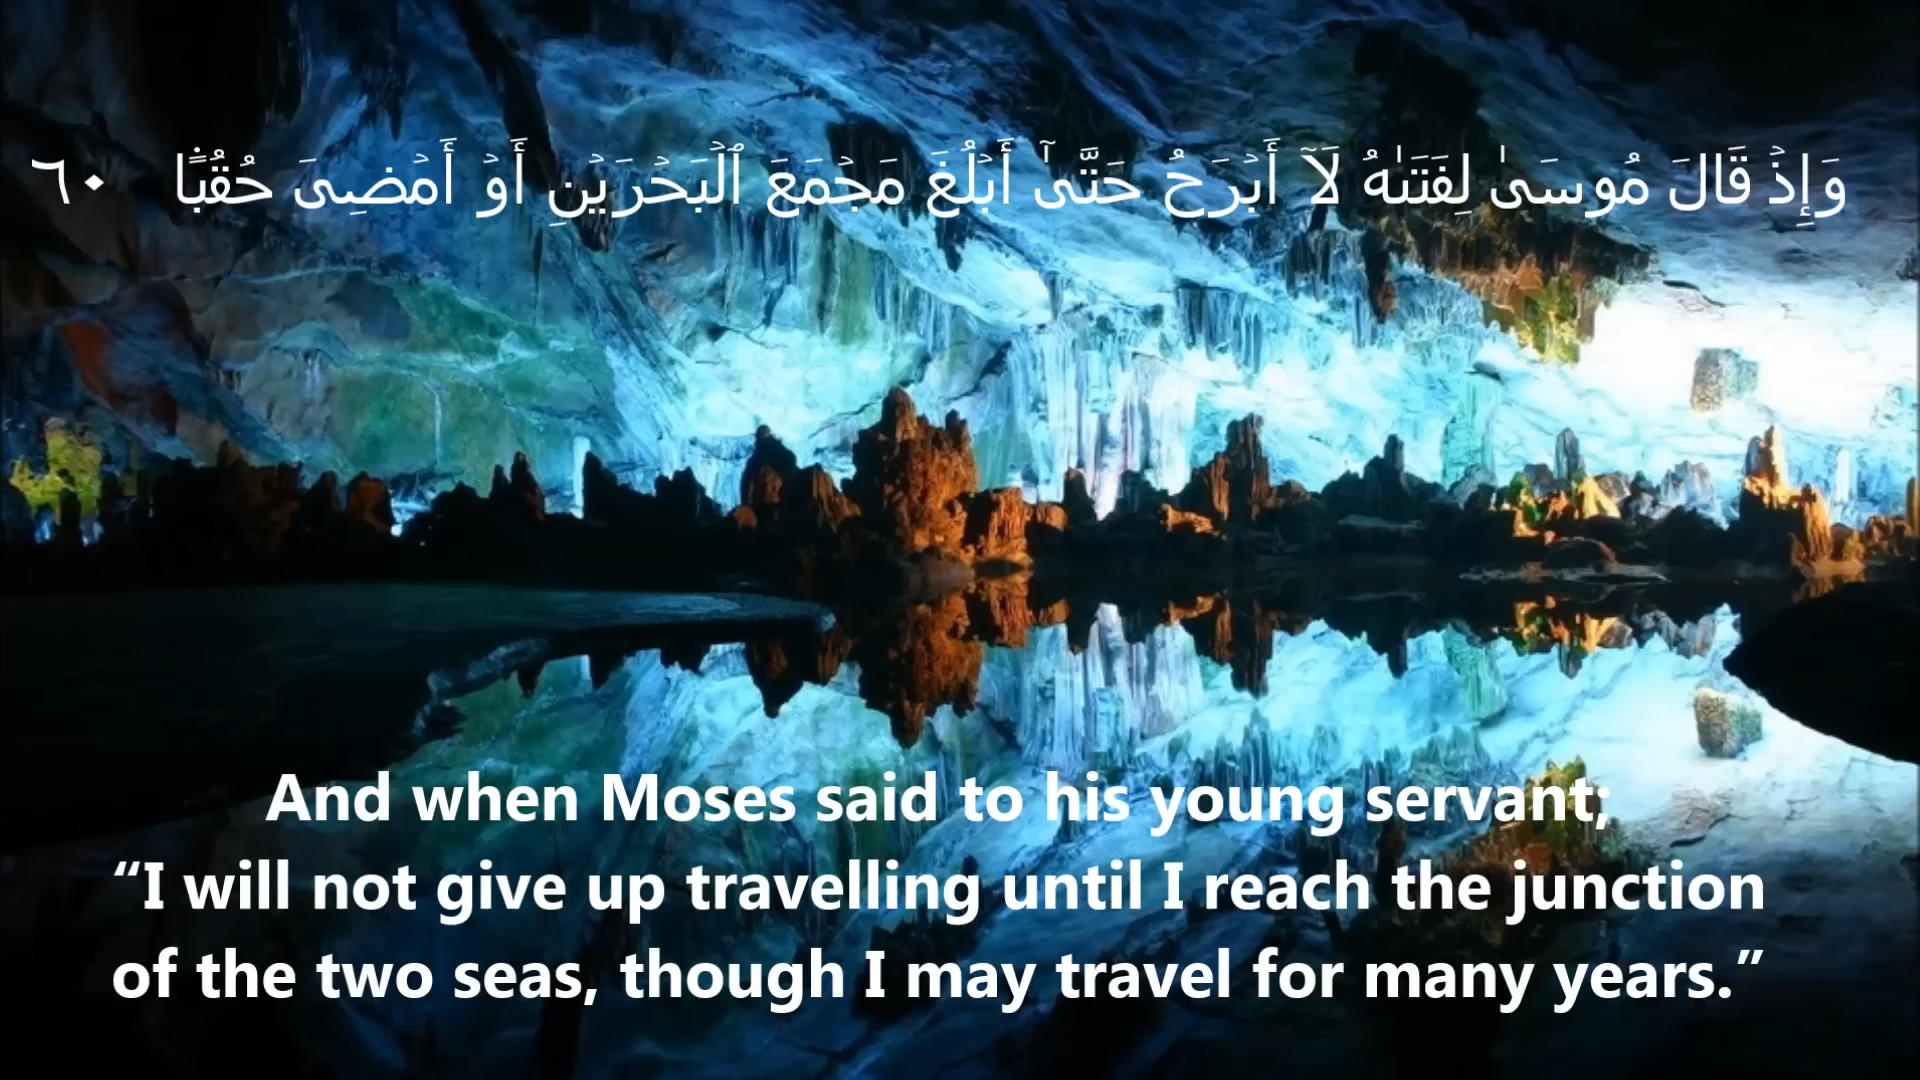 وَإِذۡ قَالَ مُوسَىٰ لِفَتَىٰهُ لَآ أَبۡرَحُ حَتَّىٰٓ أَبۡلُغَ مَجۡمَعَ ٱلۡبَحۡرَيۡنِ أَوۡ أَمۡضِىَ حُقُبًا ٦٠
And when Moses said to his young servant;
“I will not give up travelling until I reach the junction
of the two seas, though I may travel for many years.”